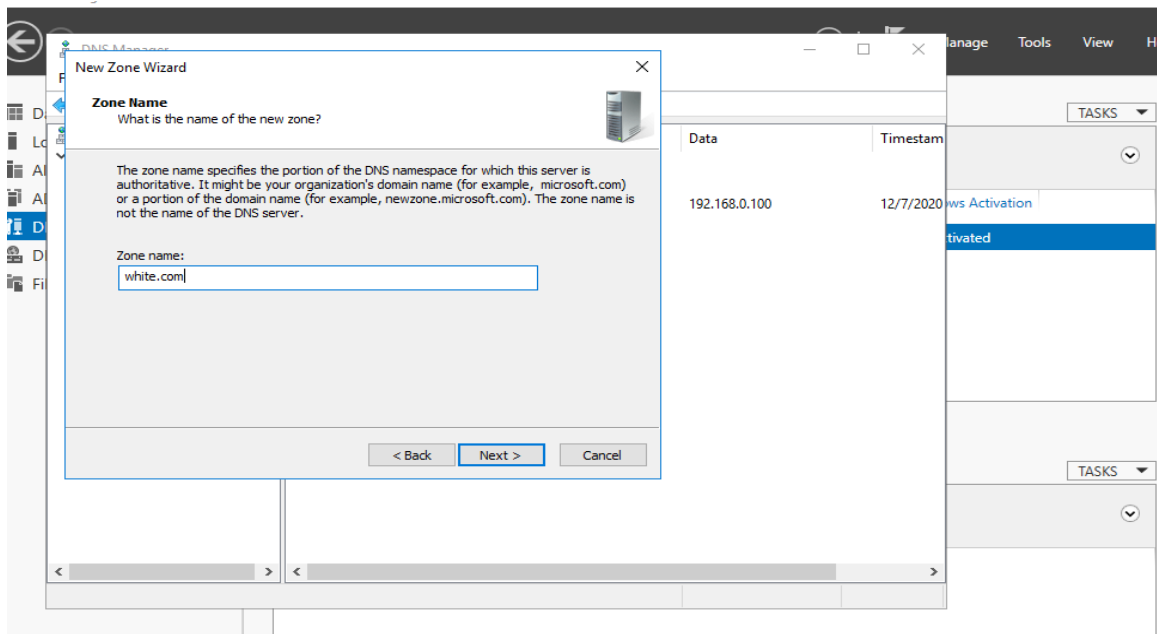 DNS Manager
Manage Tools View H
New Zone Wizard
Zone Name
What is the name of the new zone?
The zone name specifies the portion of the DNS namespace for which this server is
authoritative. It might be your organization's domain name (for example, microsoft.com)
or a portion of the domain name (for example, newzone.microsoft.com). The zone name is
not the name of the DNS server.
Zone name:
white.com
< Back Next > Cancel
Data Timestam
192.168.0.100 12/7/2020
TASKS
ws Activation
tivated
TASKS
F
D
Lo
Al
Al
D
D
Fi